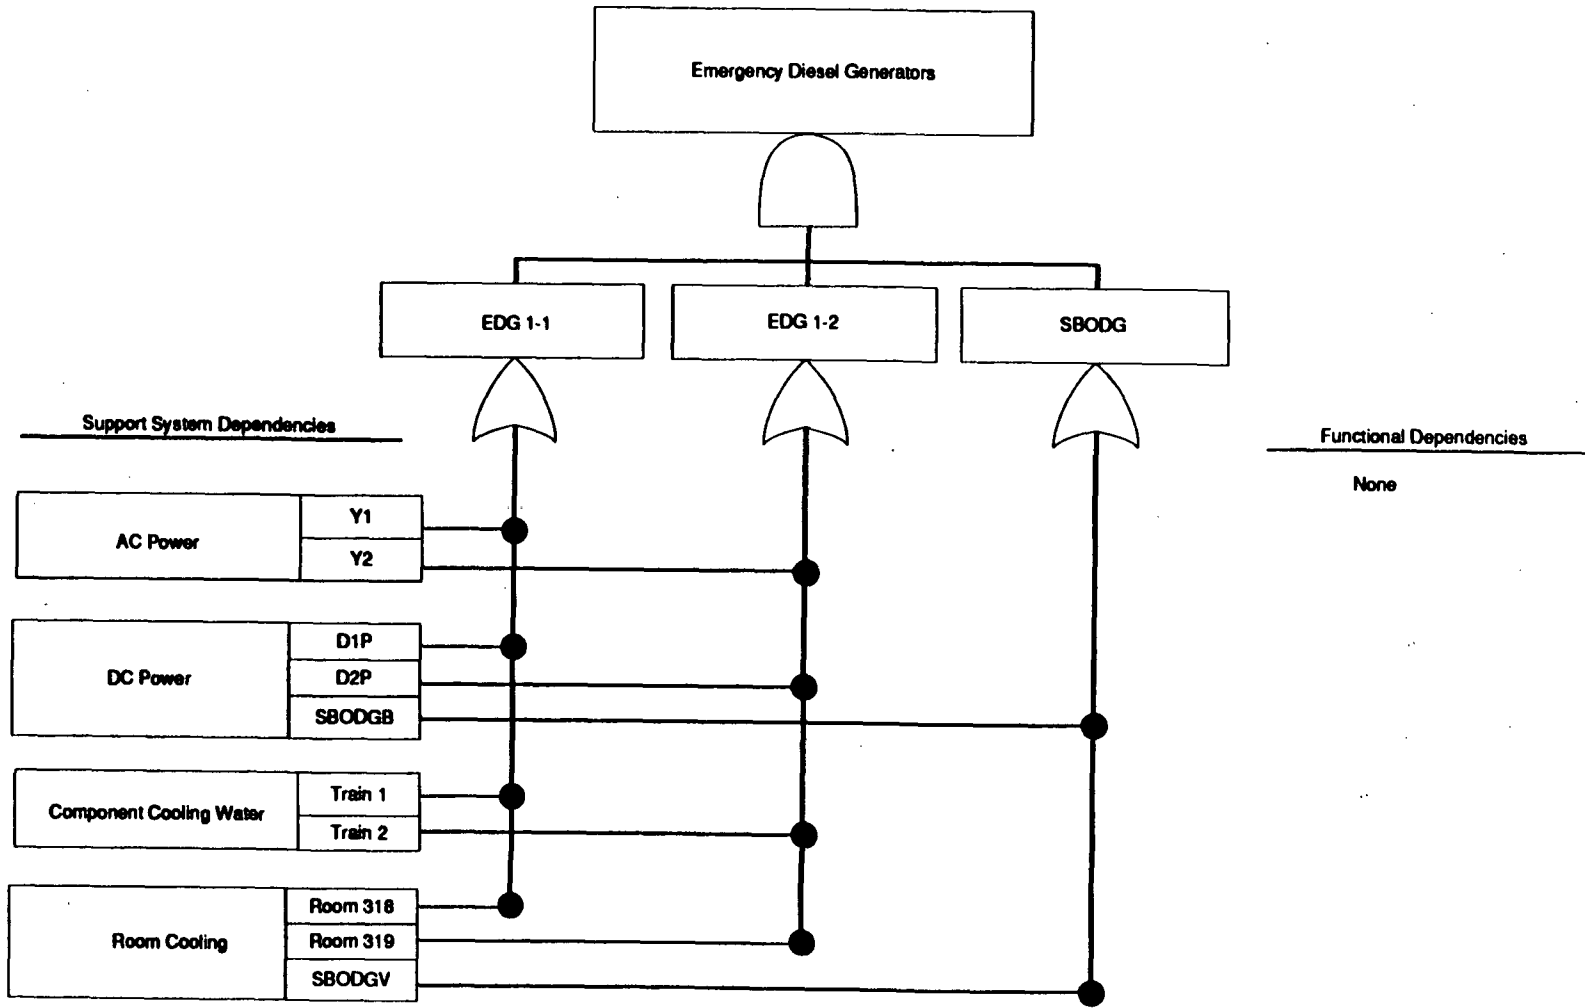 Emergency Diesel Generators
EDG 1-1
EDG 1-2
SBODG
Support System Dependencies
Functional Dependencies
None
AC Power
Y1
Y2
DC Power
D1P
D2P
SBODGB
Component Cooling Water
Train 1
Train 2
Room Cooling
Room 318
Room 319
SBODGV